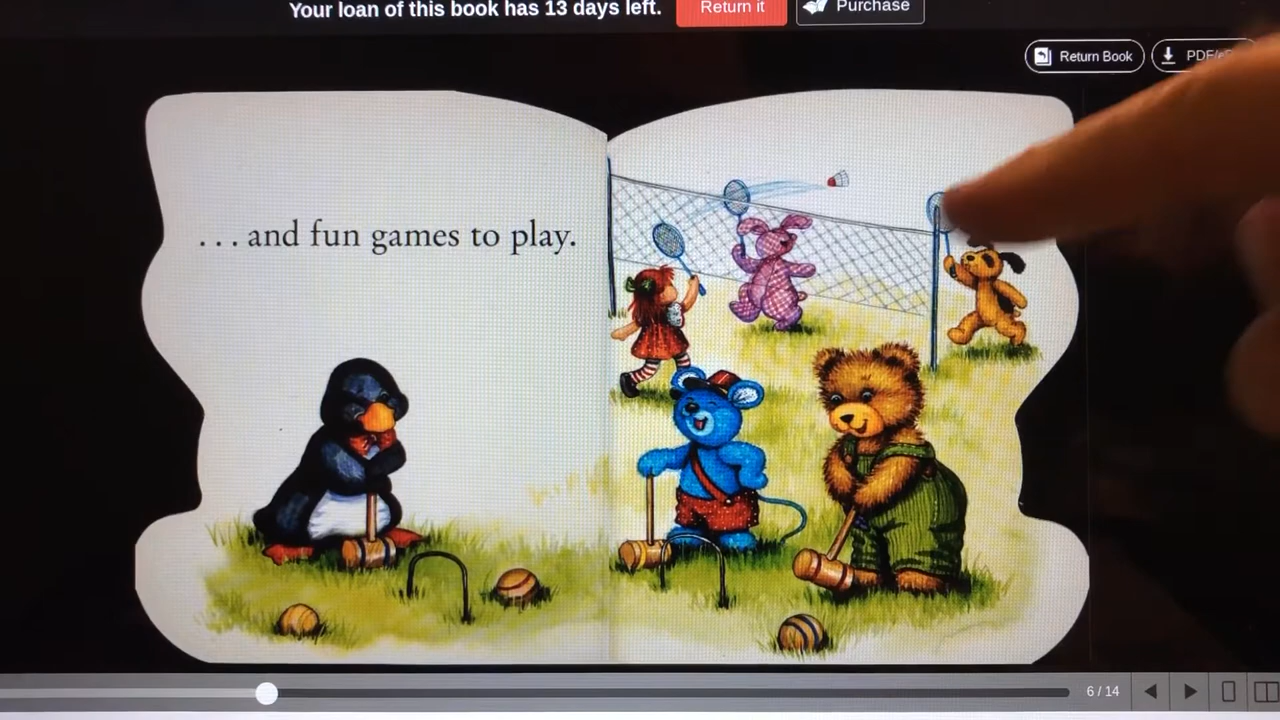 Your loan of this book has 13 days left.
Return it
Purchase
Return Book
...and fun games to play.
6 / 14